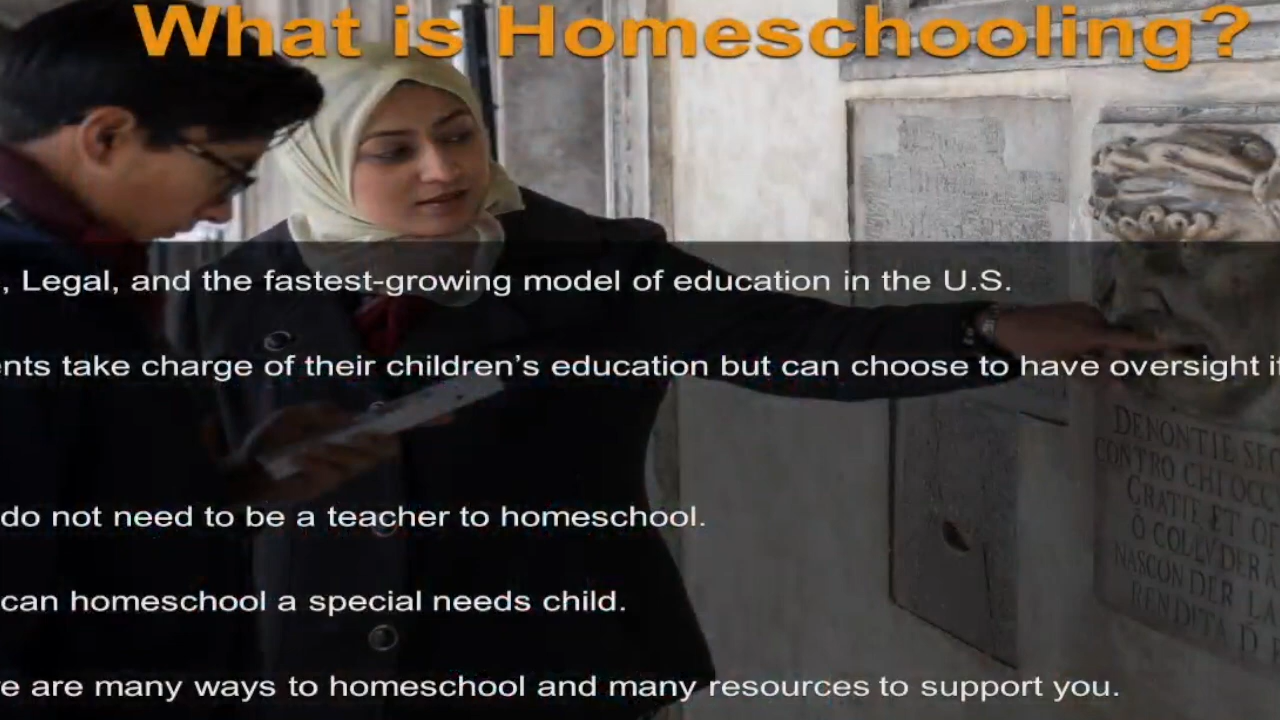 What is Homeschooling?
, Legal, and the fastest-growing model of education in the U.S.
take charge of their children's education but can choose to have oversight
do not need to be a teacher to homeschool.
can homeschool a special needs child.
are many ways to homeschool and many resources to support you.
DENONTIE
CONTRO CHI
GRATIE ET
O COLLVDER
NASCONDER LA
RENDITA D